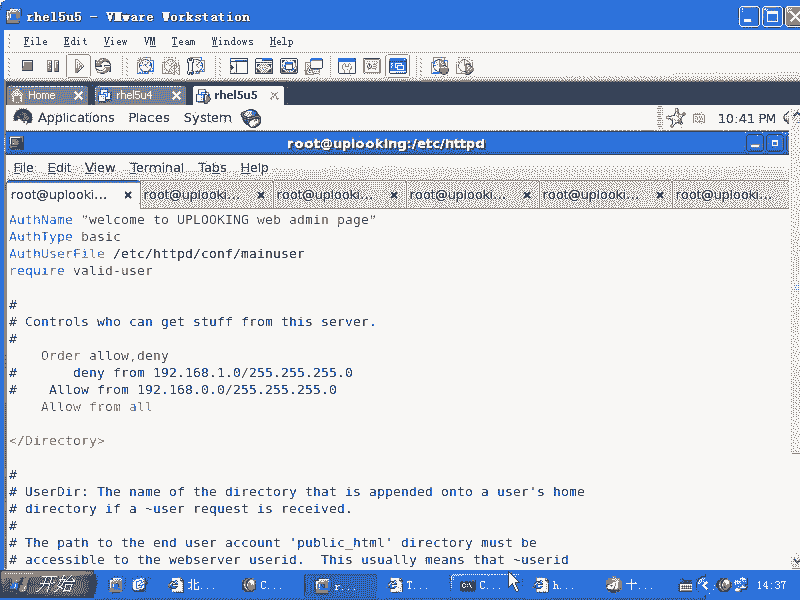 rhel5u5 - VMware Workstation
File Edit View VM Team Windows Help
Home rhel5u4 rhel5u5
Applications Places System 10:41 PM
root@uplooking:/etc/httpd
File Edit View Terminal Tabs Help
root@uplooki... root@uplooki... root@uplooki... root@uplooki... root@uplooki... root@uplooki...
AuthName "welcome to UPLOOKING web admin page"
AuthType basic
AuthUserFile /etc/httpd/conf/mainuser
require valid-user
#
# Controls who can get stuff from this server.
#
Order allow,deny
# deny from 192.168.1.0/255.255.255.0
# Allow from 192.168.0.0/255.255.255.0
Allow from all
</Directory>
#
# UserDir: The name of the directory that is appended onto a user's home
# directory if a ~user request is received.
#
# The path to the end user account 'public_html' directory must be
# accessible to the webserver userid. This usually means that ~userid
开始 北... C... r... T... C... h... 十... 14:37